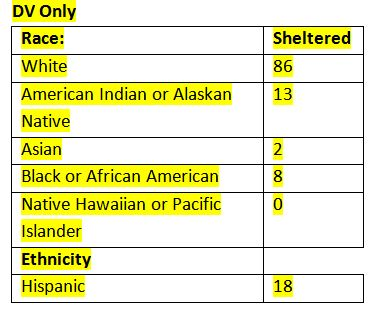 DV Only
Race: Sheltered
White 86
American Indian or Alaskan 13
Native
Asian 2
Black or African American 8
Native Hawaiian or Pacific 0
Islander
Ethnicity
Hispanic 18